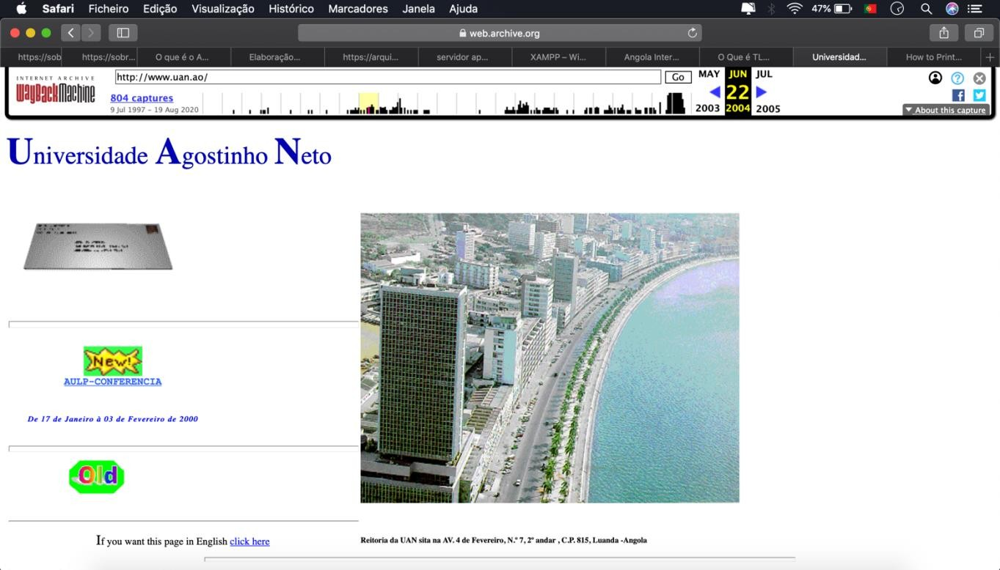 Safari Ficheiro Edição Visualização Histórico Marcadores Janela Ajuda 47%
web.archive.org
https://sob https://sobr... O que é o A... Elaboração... https://arqui... servidor ap... XAMPP – Wi... Angola Inter... O Que é TL... Universidad... How to Print...
INTERNET ARCHIVE
WayBackMachine
http://www.uan.ao/ Go
804 captures
9 Jul 1997 – 19 Aug 2020
MAY JUN JUL
22
2003 2004 2005
About this capture
Universidade Agostinho Neto
New!
AULP-CONFERENCIA
De 17 de Janeiro à 03 de Fevereiro de 2000
Old
If you want this page in English click here
Reitoria da UAN sita na AV. 4 de Fevereiro, N.º 7, 2º andar , C.P. 815, Luanda -Angola